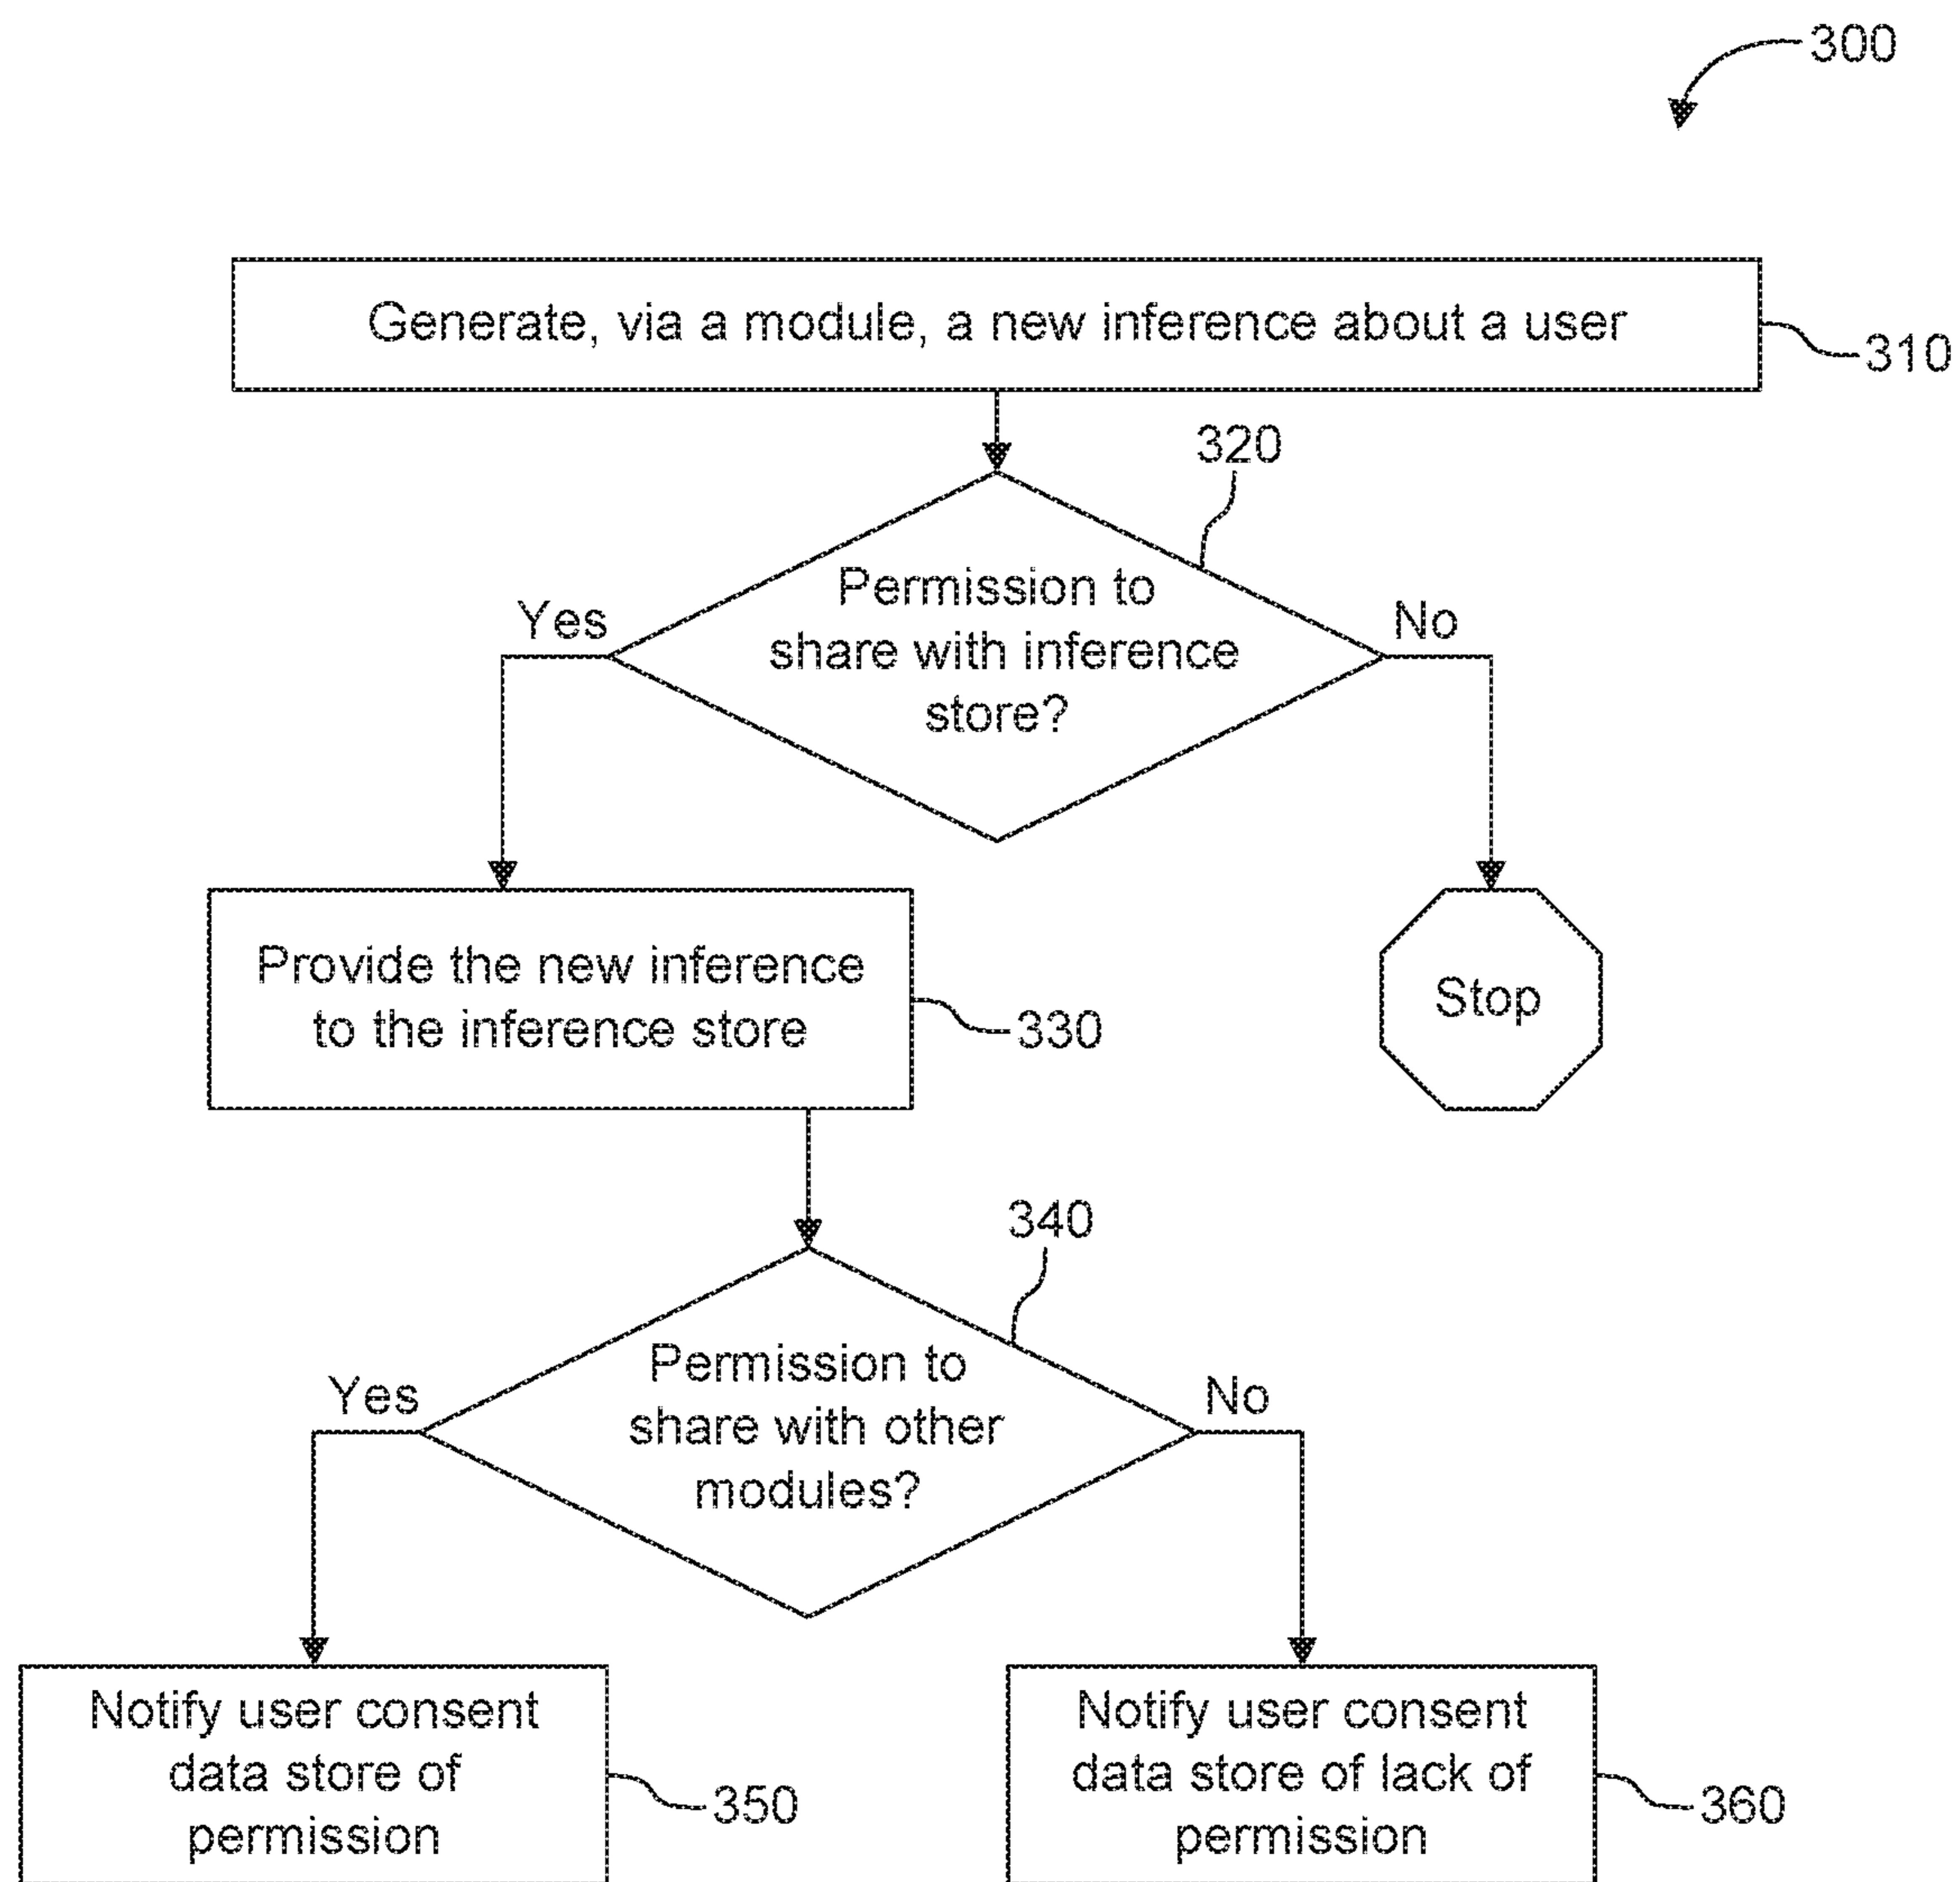 300
Generate, via a module, a new inference about a user
310
320
Permission to
share with inference
store?
Yes
No
Provide the new inference
to the inference store
330
Stop
340
Permission to
share with other
modules?
Yes
No
Notify user consent
data store of
permission
350
Notify user consent
data store of lack of
permission
360